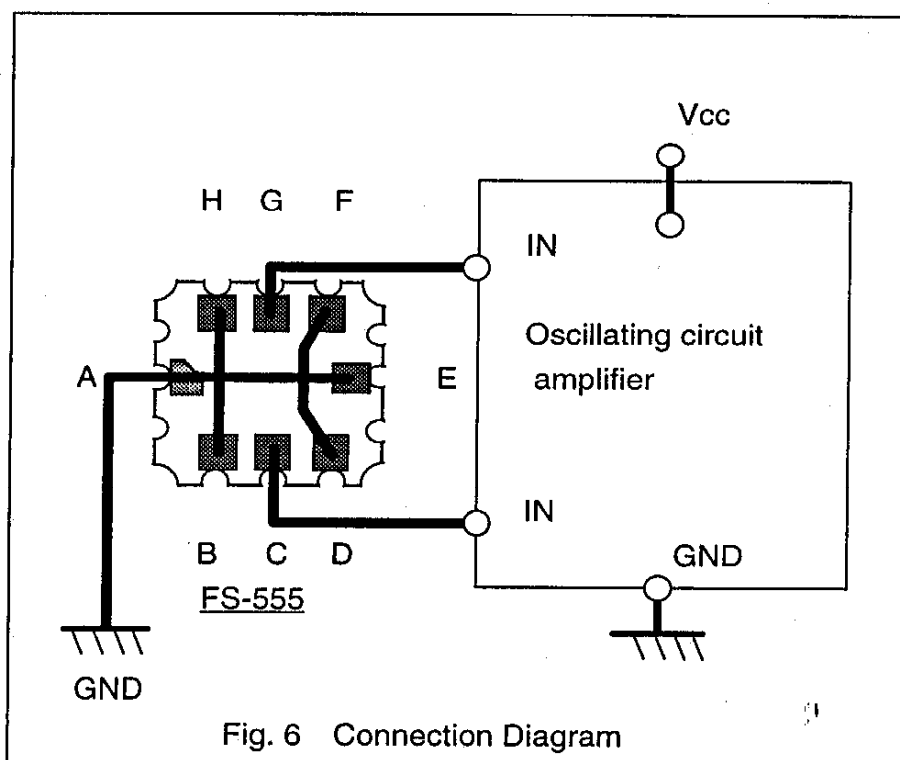 Vcc
H G F
IN
Oscillating circuit
amplifier
A
E
IN
B C D
GND
FS-555
GND
Fig. 6 Connection Diagram